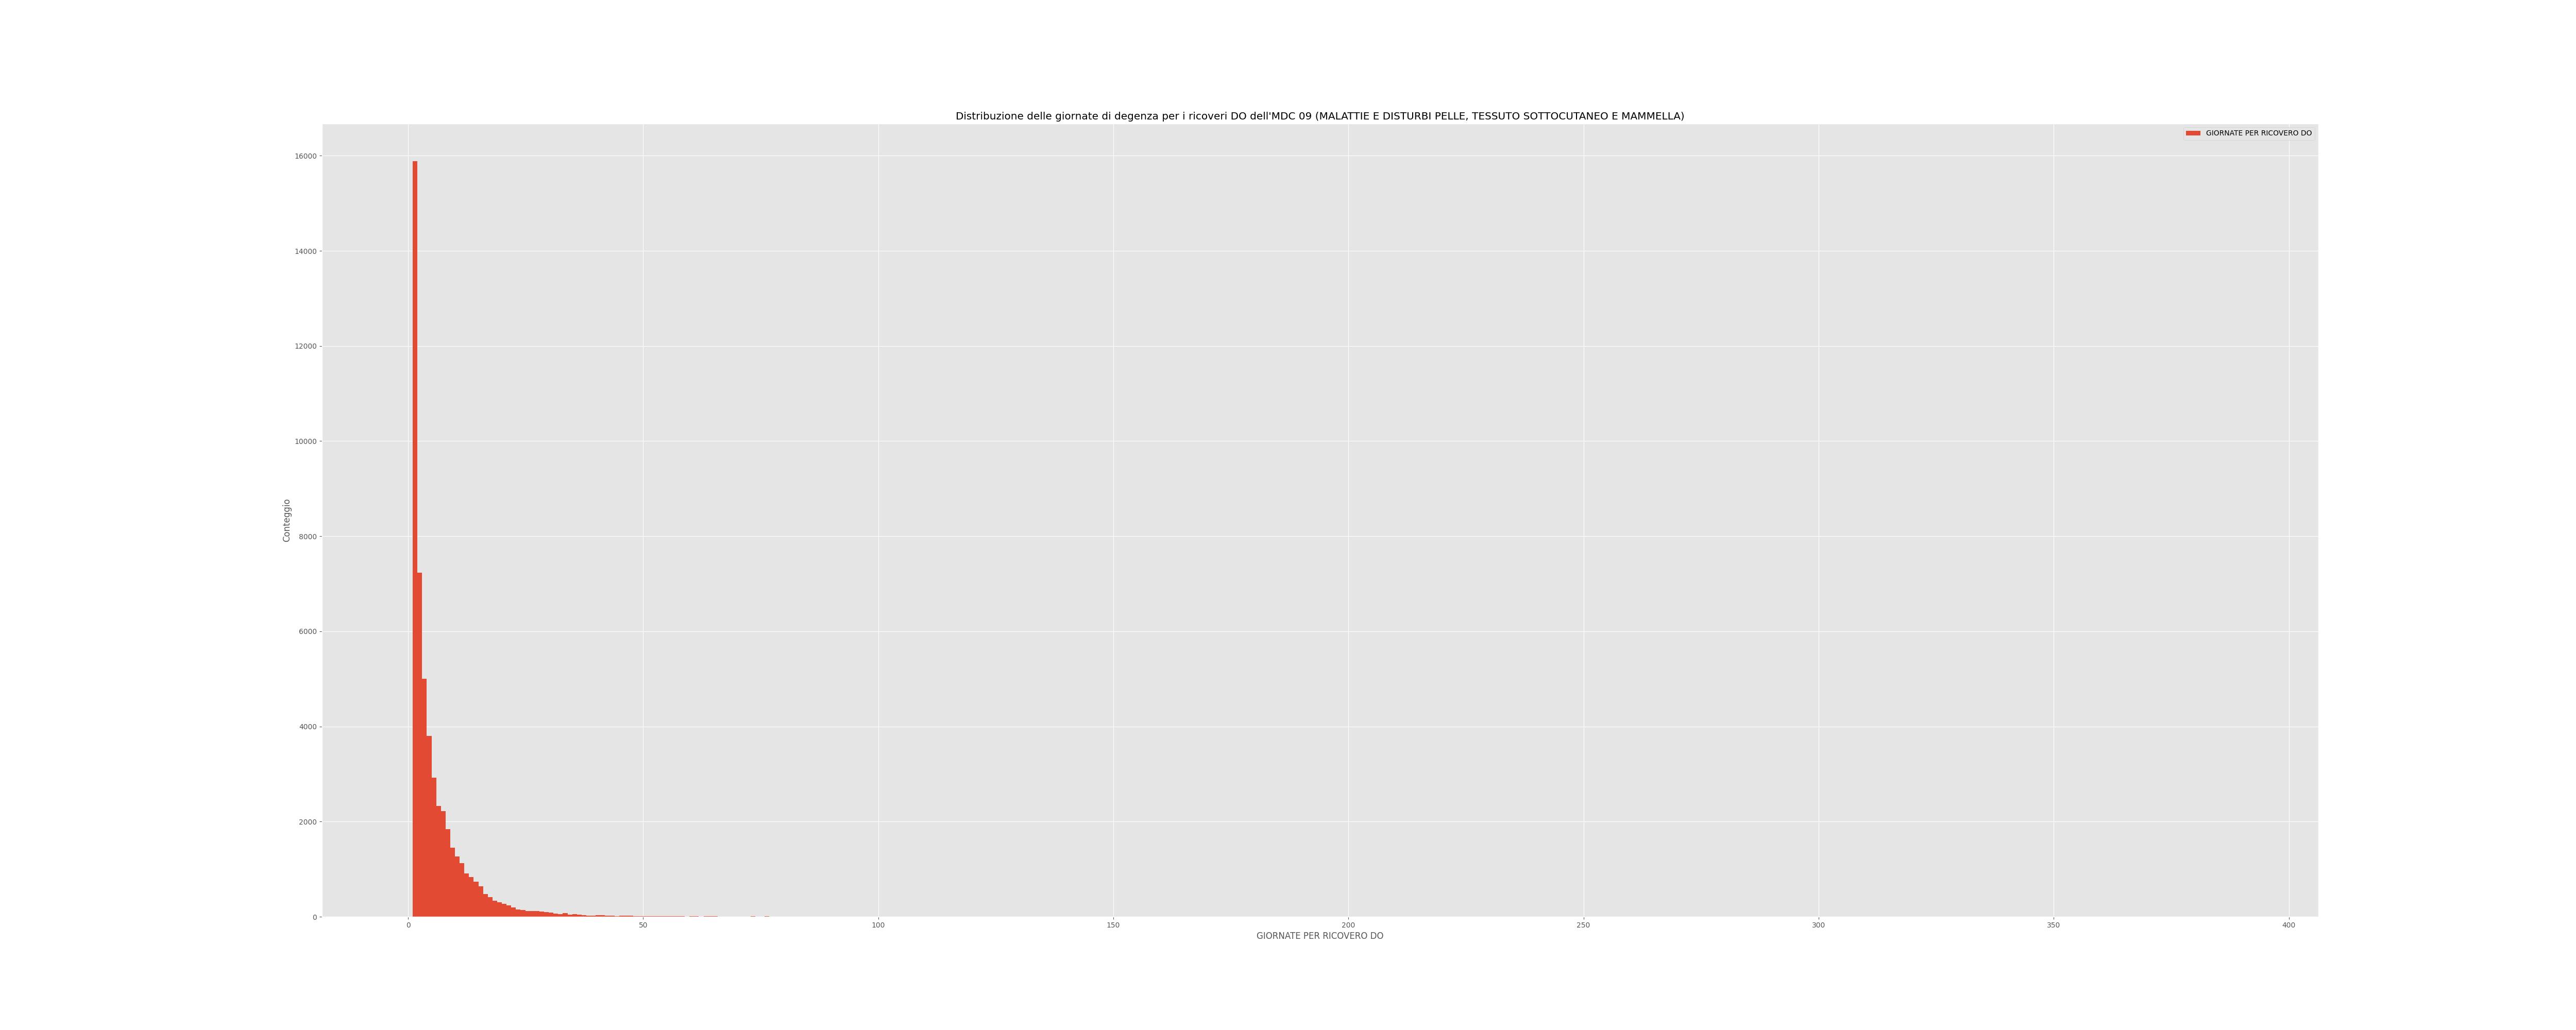 Distribuzione delle giornate di degenza per i ricoveri DO dell'MDC 09 (MALATTIE E DISTURBI PELLE, TESSUTO SOTTOCUTANEO E MAMMELLA)
GIORNATE PER RICOVERO DO
16000
14000
12000
10000
8000
6000
4000
2000
0
Conteggio
0 50 100 150 200 250 300 350 400
GIORNATE PER RICOVERO DO